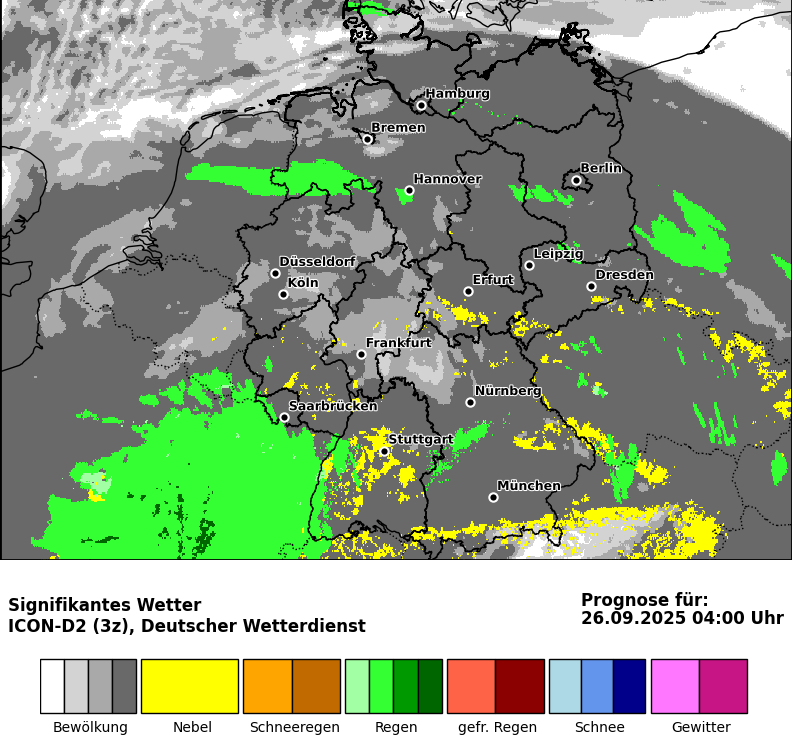 Hamburg
Bremen
Berlin
Hannover
Leipzig
Düsseldorf
Dresden
Köln
Erfurt
Frankfurt
Nürnberg
Saarbrücken
Stuttgart
München
Signifikantes Wetter
ICON-D2 (3z), Deutscher Wetterdienst
Prognose für:
26.09.2025 04:00 Uhr
Bewölkung Nebel Schneeregen Regen gefr. Regen Schnee Gewitter